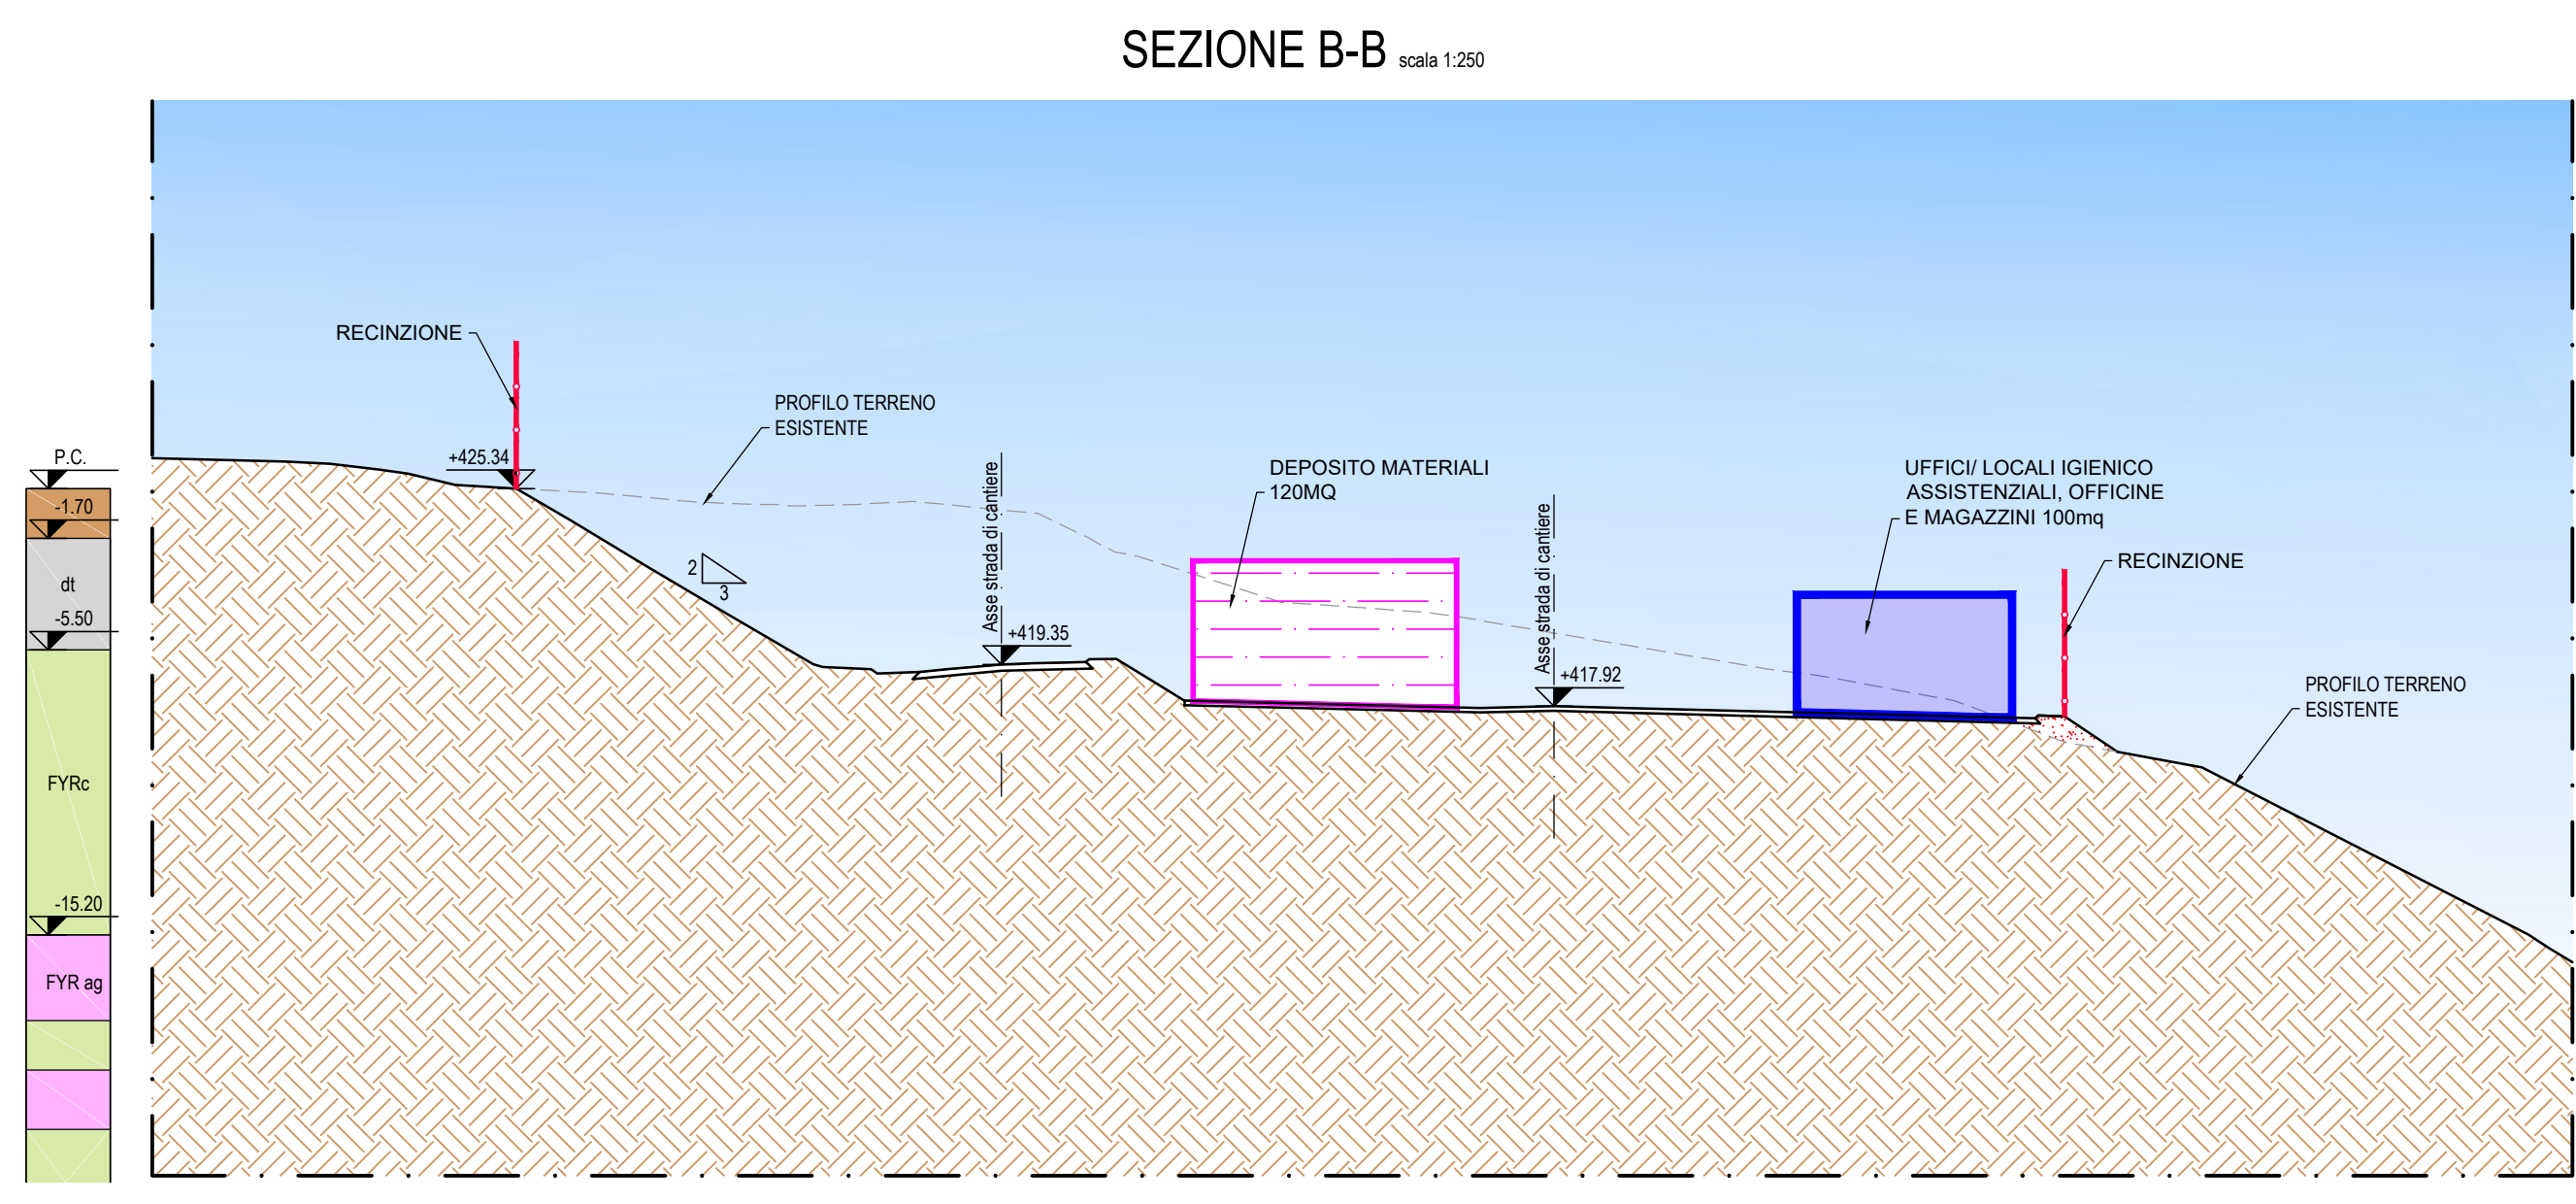 SEZIONE B-B scala 1:250
RECINZIONE
PROFILO TERRENO
ESISTENTE
P.C.
+425.34
-1.70
dt
-5.50
2
3
Asse strada di cantiere
+419.35
DEPOSITO MATERIALI
120MQ
Asse strada di cantiere
+417.92
UFFICI/ LOCALI IGIENICO
ASSISTENZIALI, OFFICINE
E MAGAZZINI 100mq
RECINZIONE
PROFILO TERRENO
ESISTENTE
FYRc
-15.20
FYR ag